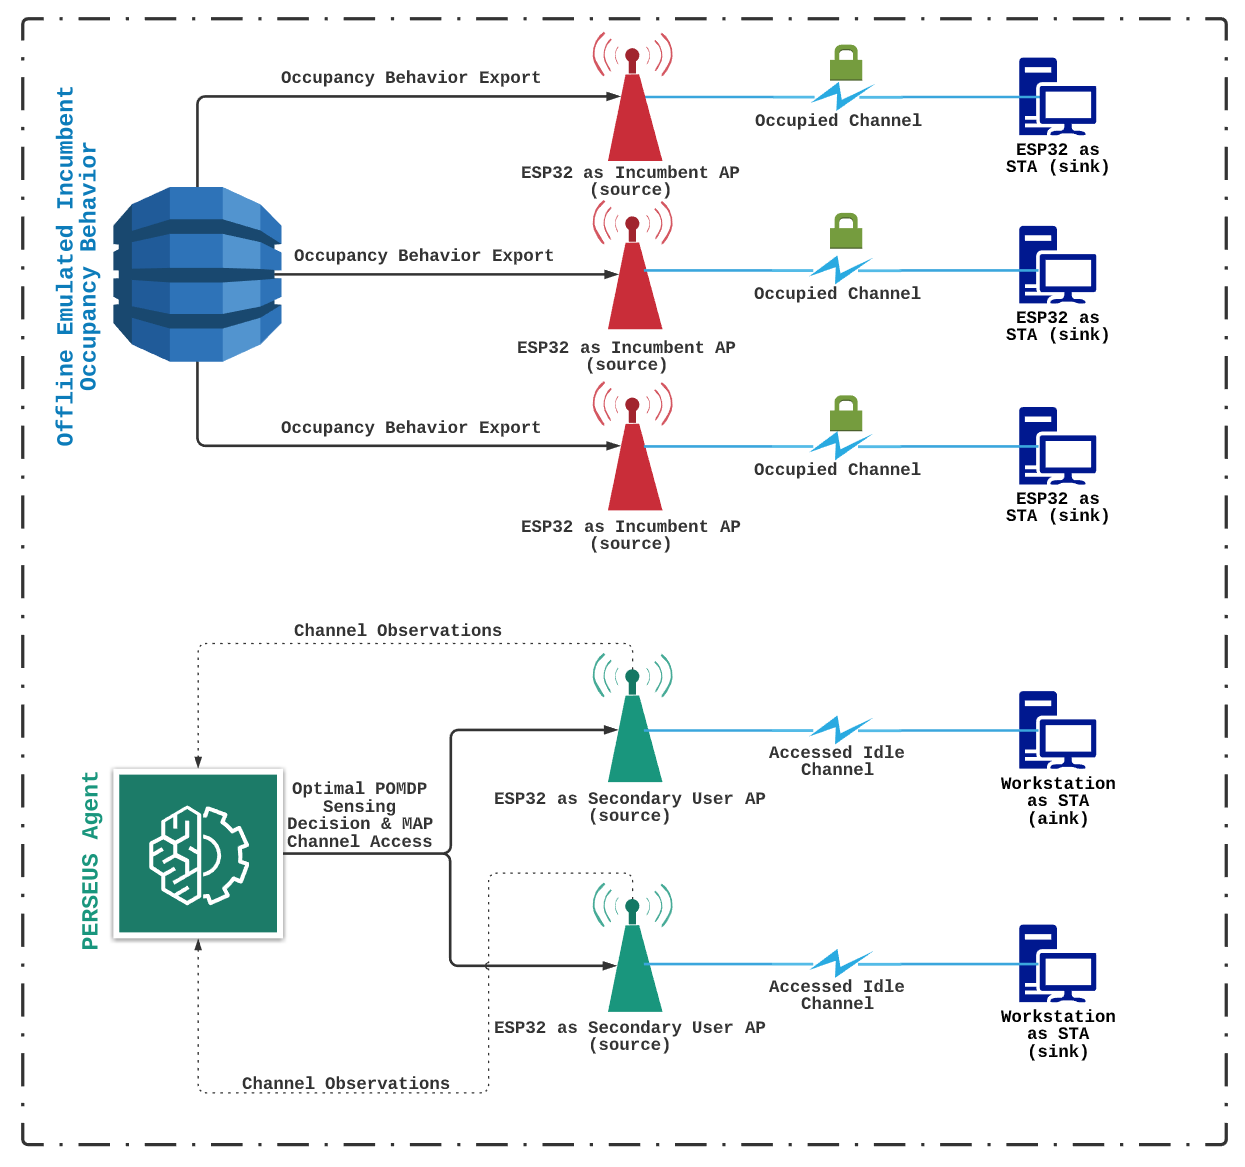 Offline Emulated Incumbent
Occupancy Behavior
Occupancy Behavior Export
ESP32 as Incumbent AP
(source)
Occupied Channel
ESP32 as
STA (sink)
Occupancy Behavior Export
ESP32 as Incumbent AP
(source)
Occupied Channel
ESP32 as
STA (sink)
Occupancy Behavior Export
ESP32 as Incumbent AP
(source)
Occupied Channel
ESP32 as
STA (sink)
PERSEUS Agent
Channel Observations
Optimal POMDP
Sensing
Decision & MAP
Channel Access
ESP32 as Secondary User AP
(source)
Accessed Idle
Channel
Workstation
as STA
(aink)
ESP32 as Secondary User AP
(source)
Accessed Idle
Channel
Workstation
as STA
(sink)
Channel Observations